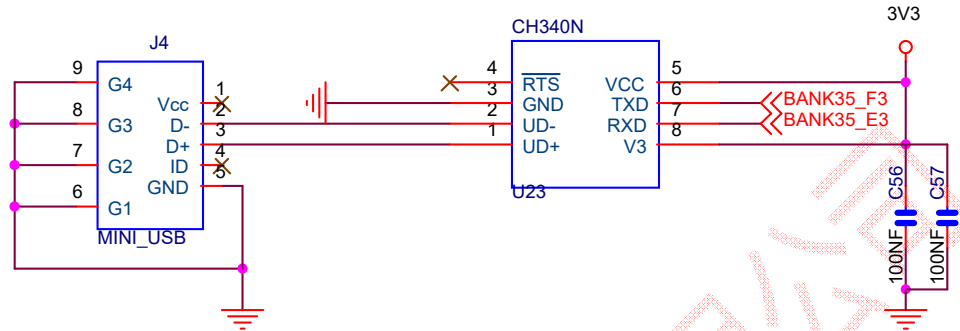 J4
9
G4
8
G3
7
G2
6
G1
Vcc
1
D-
2
D+
3
ID
4
GND
5
MINI_USB
CH340N
4
RTS
3
GND
2
UD-
1
UD+
VCC
5
TXD
6
RXD
7
V3
8
U23
3V3
BANK35_F3
BANK35_E3
C56
100NF
C57
100NF